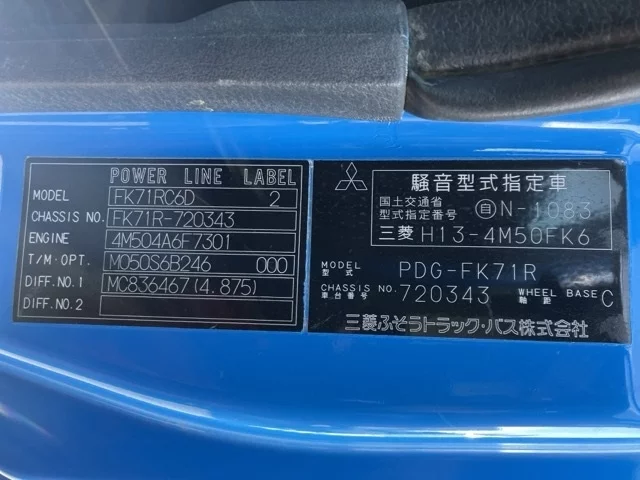 POWER LINE LABEL
MODEL FK71RC6D 2
CHASSIS NO. FK71R-720343
ENGINE 4M504A6F7301
T/M・OPT. M050S6B246 000
DIFF.NO.1 MC836467(4.875)
DIFF.NO.2
騒音型式指定車
国土交通省
型式指定番号 自N-1083
三菱 H13-4M50FK6
MODEL
型式 PDG-FK71R
CHASSIS NO.
車台番号 720343 WHEEL BASE
軸距 C
三菱ふそうトラック・バス株式会社